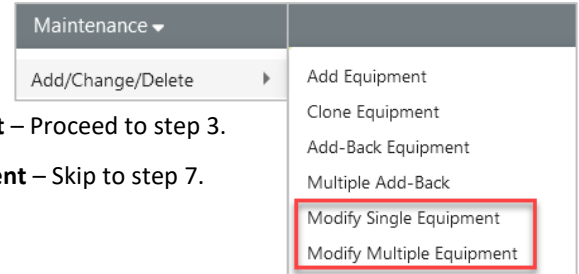 Maintenance
Add/Change/Delete
t – Proceed to step 3.
ent – Skip to step 7.
Add Equipment
Clone Equipment
Add-Back Equipment
Multiple Add-Back
Modify Single Equipment
Modify Multiple Equipment